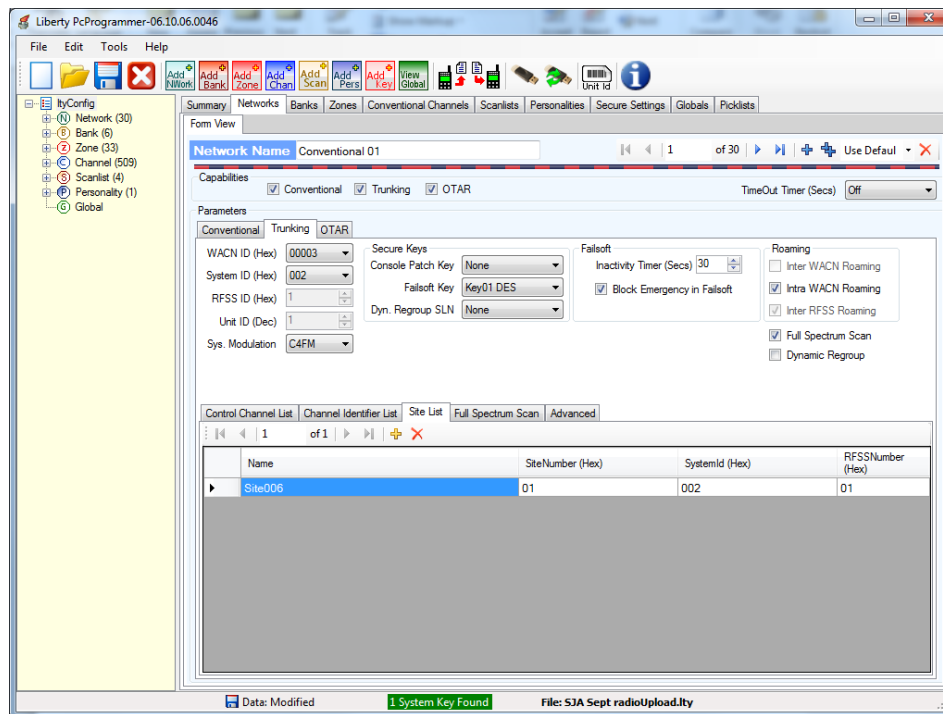 Liberty PcProgrammer-06.10.06.0046
File Edit Tools Help
Add NWork Add Bank Add Zone Add Chan Add Scan Add Pers Add Key View Global Unit Id
ltyConfig
Network (30)
Bank (6)
Zone (33)
Channel (509)
Scanlist (4)
Personality (1)
Global
Summary Networks Banks Zones Conventional Channels Scanlists Personalities Secure Settings Globals Picklists
Form View
Network Name Conventional 01 1 of 30 Use Defaul
Capabilities
Conventional Trunking OTAR TimeOut Timer (Secs) Off
Parameters
Conventional Trunking OTAR
WACN ID (Hex) 00003
System ID (Hex) 002
RFSS ID (Hex) 1
Unit ID (Dec) 1
Sys. Modulation C4FM
Secure Keys
Console Patch Key None
Failsoft Key Key01 DES
Dyn. Regroup SLN None
Failsoft
Inactivity Timer (Secs) 30
Block Emergency in Failsoft
Roaming
Inter WACN Roaming
Intra WACN Roaming
Inter RFSS Roaming
Full Spectrum Scan
Dynamic Regroup
Control Channel List Channel Identifier List Site List Full Spectrum Scan Advanced
1 of 1
Name SiteNumber (Hex) SystemId (Hex) RFSSNumber (Hex)
Site006 01 002 01
Data: Modified 1 System Key Found File: SJA Sept radioUpload.lty